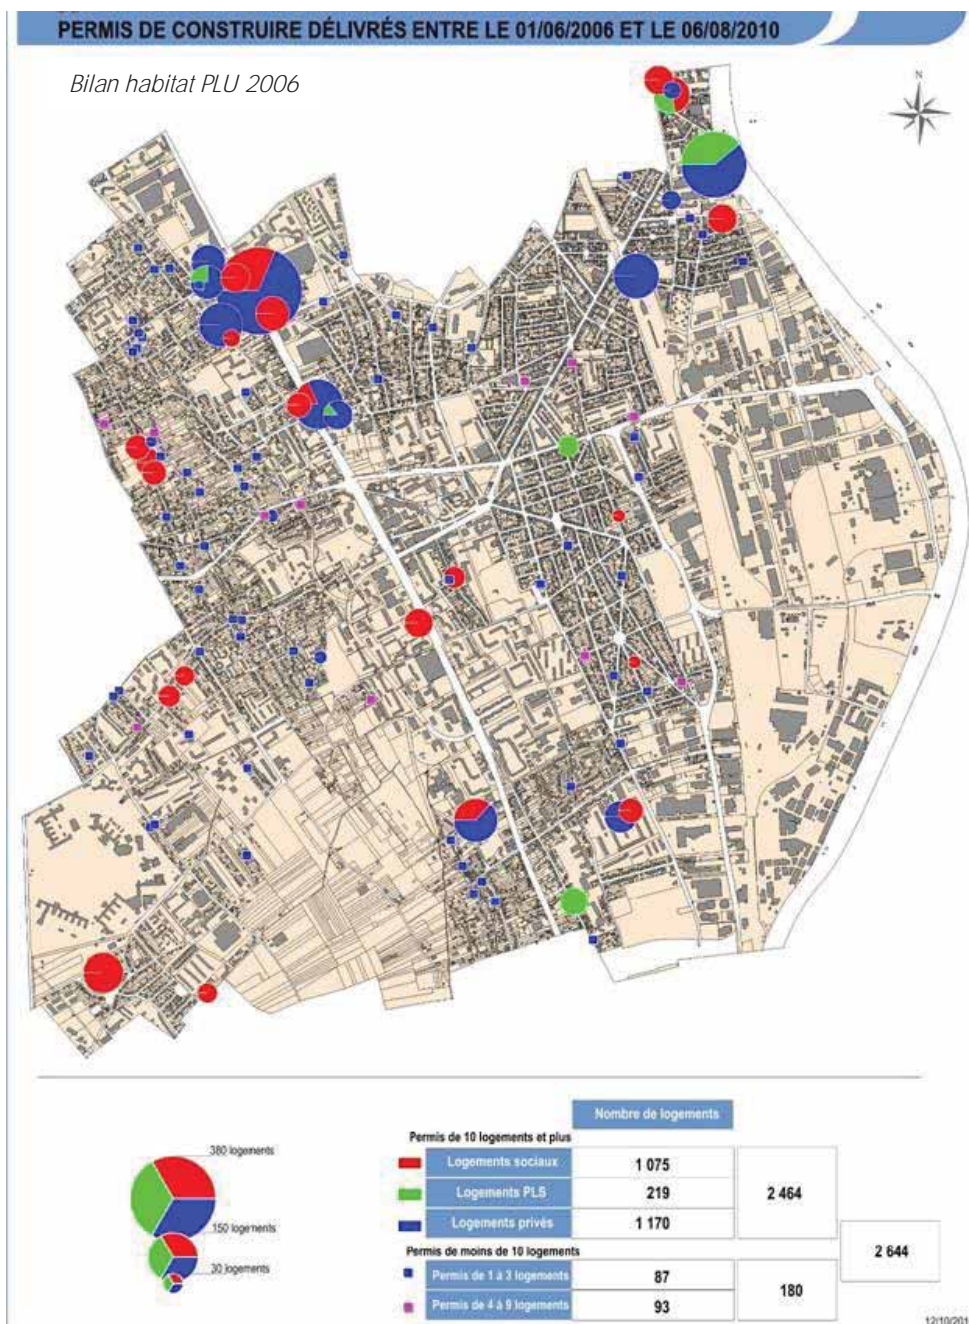 PERMIS DE CONSTRUIRE DÉLIVRÉS ENTRE LE 01/06/2006 ET LE 06/08/2010
Bilan habitat PLU 2006
N
Nombre de logements
Permis de 10 logements et plus
Logements sociaux 1 075
Logements PLS 219 2 464
Logements privés 1 170
Permis de moins de 10 logements
2 644
Permis de 1 à 3 logements 87
180
Permis de 4 à 9 logements 93
380 logements
150 logements
30 logements
12/10/201